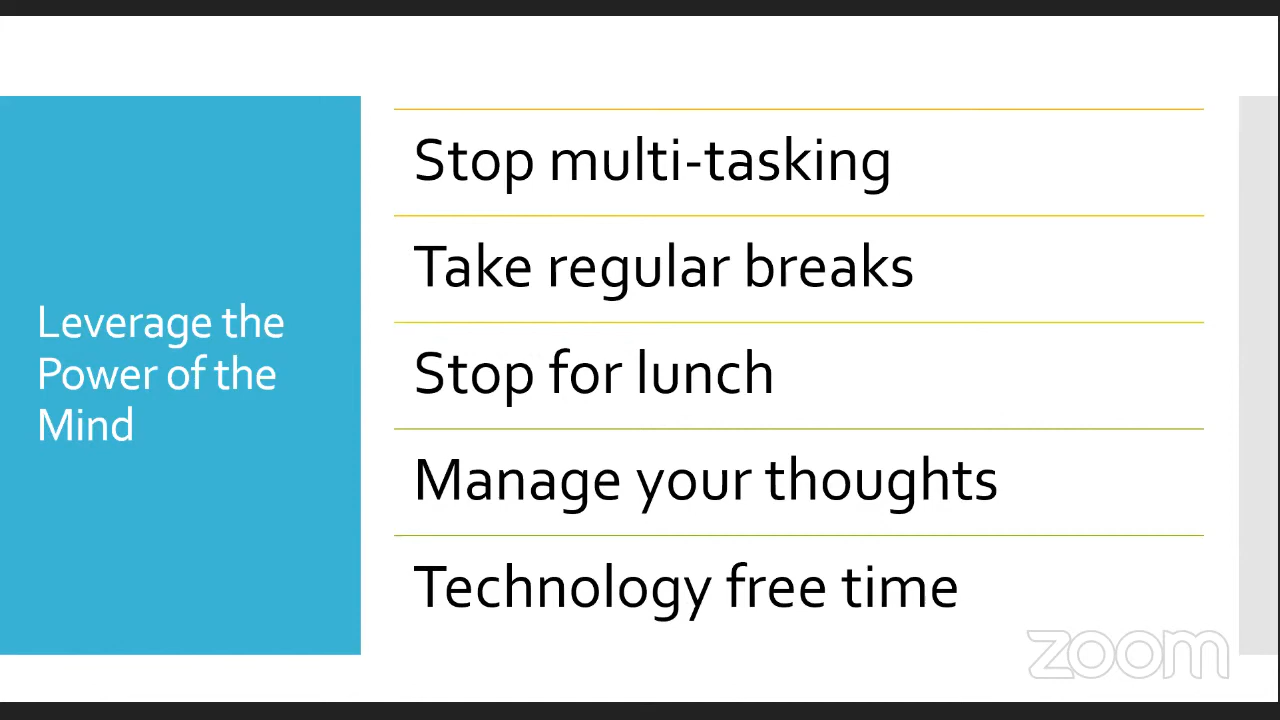 Leverage the
Power of the
Mind
Stop multi-tasking
Take regular breaks
Stop for lunch
Manage your thoughts
Technology free time
zoom